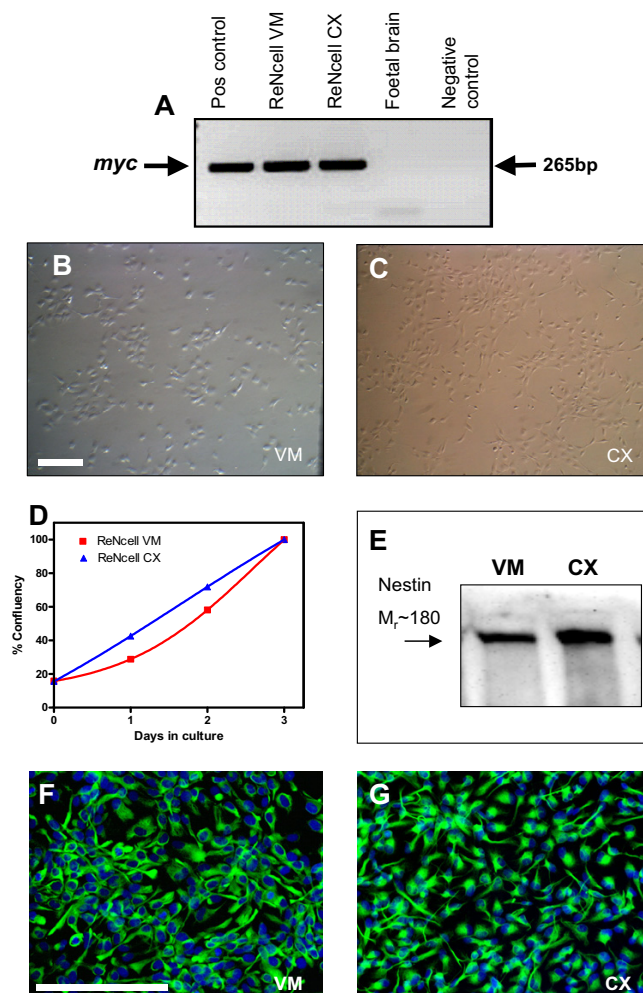 Pos control
ReNcell VM
ReNcell CX
Foetal brain
Negative
control
A
myc
265bp
B
VM
C
CX
D
ReNcell VM
ReNcell CX
100
80
60
40
20
0
% Confluency
0 1 2 3
Days in culture
E
VM CX
Nestin
Mr~180
F
VM
G
CX